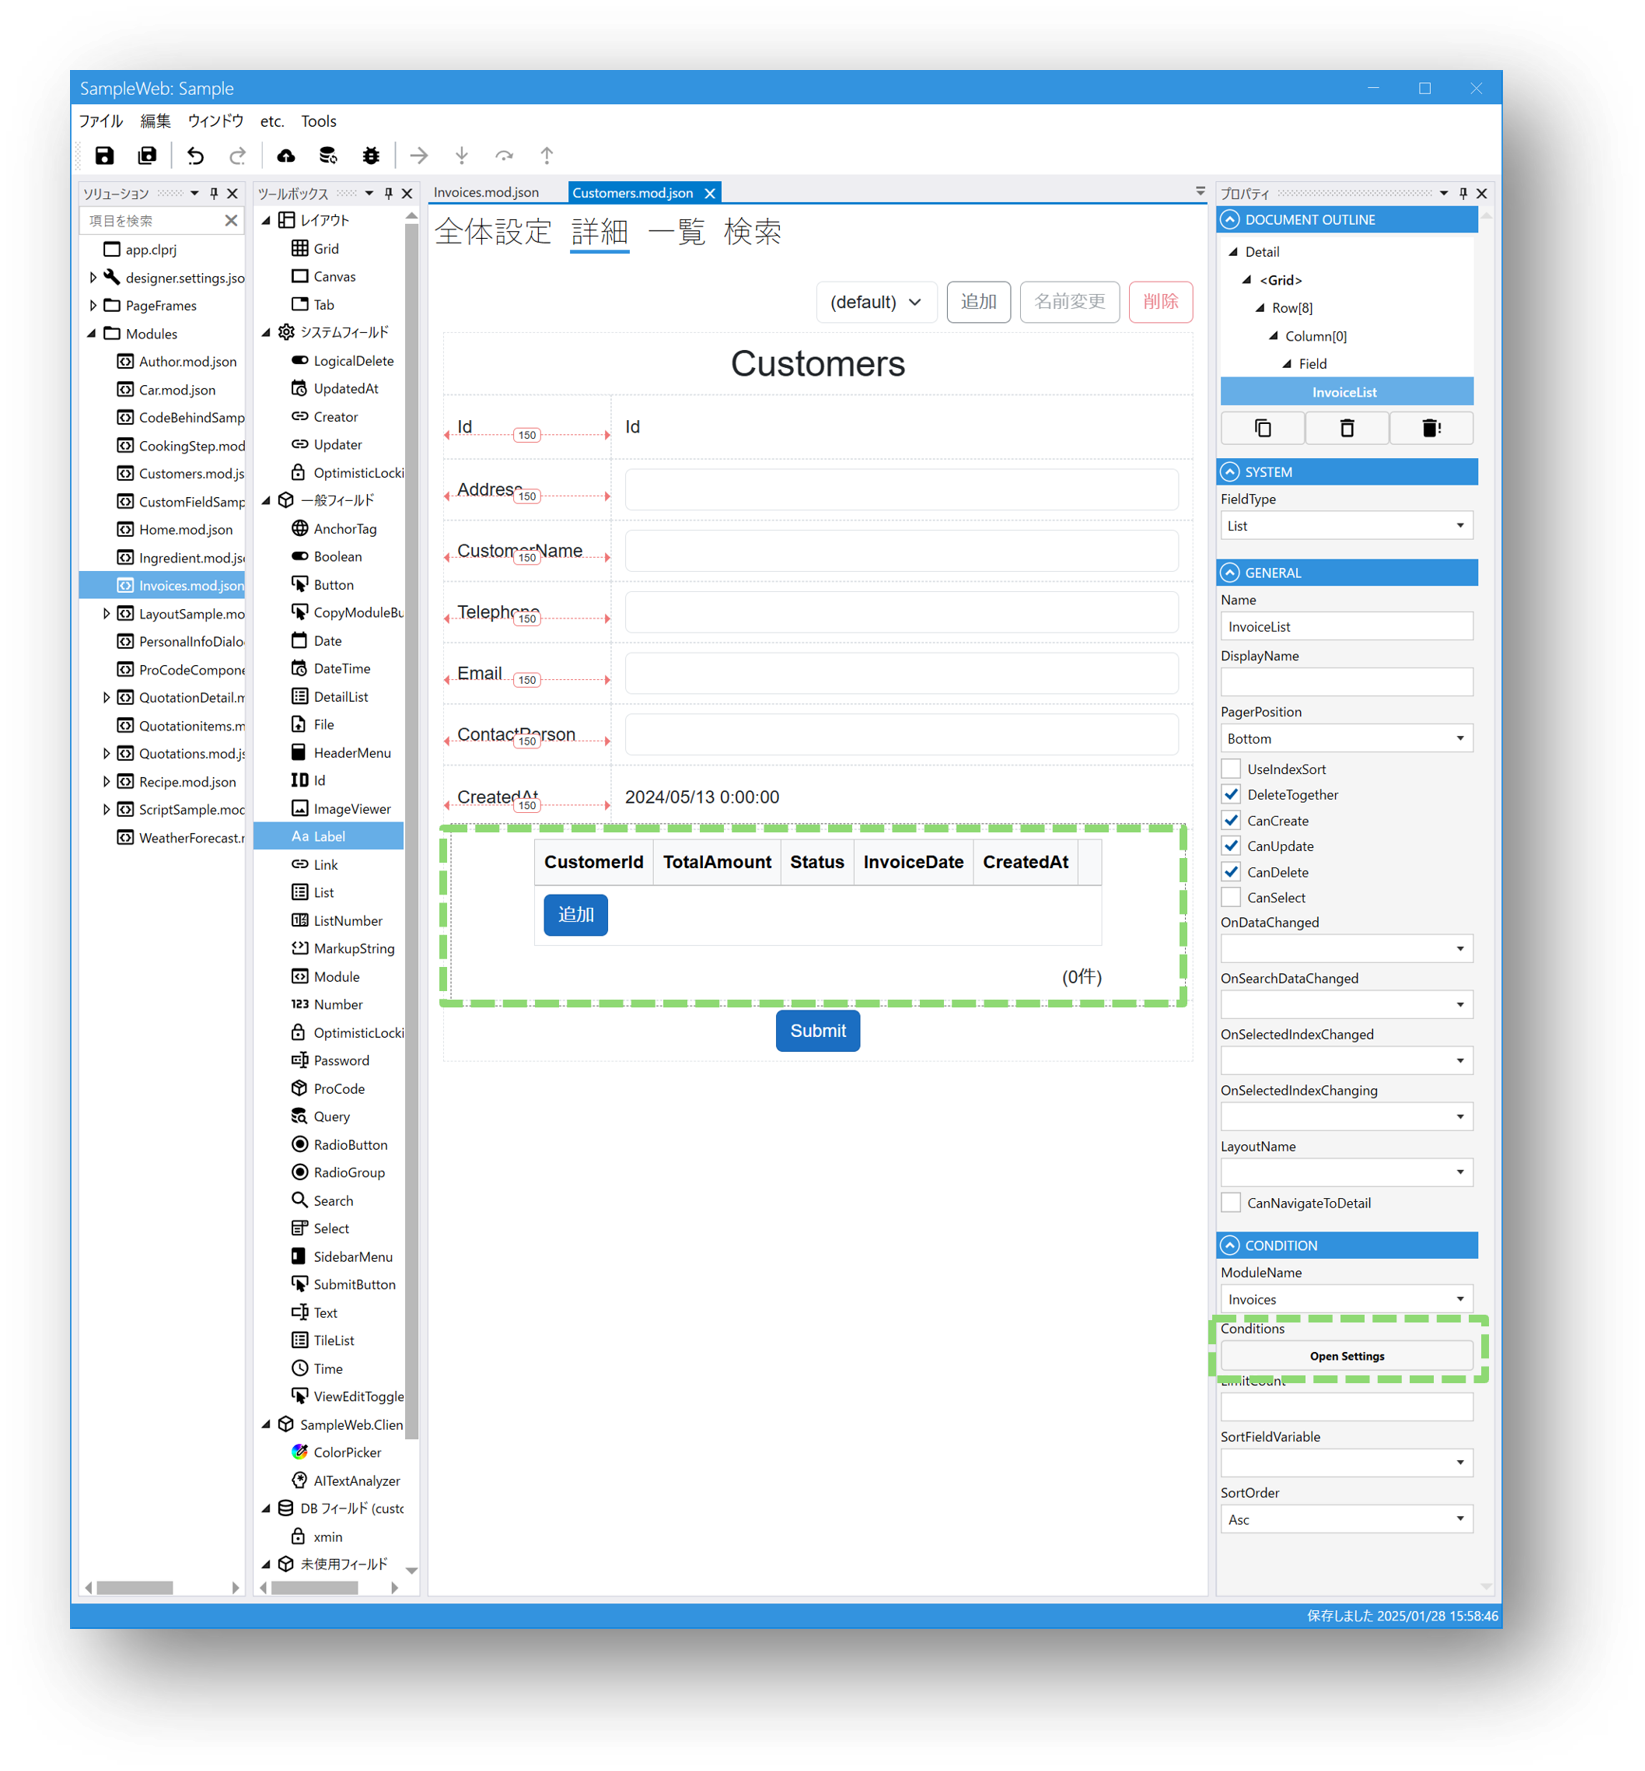 SampleWeb: Sample
ファイル 編集 ウィンドウ etc. Tools
ソリューション
項目を検索
app.clprj
designer.settings.jso
PageFrames
Modules
Author.mod.json
Car.mod.json
CodeBehindSamp
CookingStep.mod
Customers.mod.js
CustomFieldSamp
Home.mod.json
Ingredient.mod.js
Invoices.mod.json
LayoutSample.mo
PersonalInfoDialo
ProCodeCompone
QuotationDetail.m
Quotationitems.m
Quotations.mod.js
Recipe.mod.json
ScriptSample.moc
WeatherForecast.r
ツールボックス
レイアウト
Grid
Canvas
Tab
システムフィールド
LogicalDelete
UpdatedAt
Creator
Updater
OptimisticLocki
一般フィールド
AnchorTag
Boolean
Button
CopyModuleBu
Date
DateTime
DetailList
File
HeaderMenu
ID Id
ImageViewer
Aa Label
Link
List
ListNumber
MarkupString
Module
123 Number
OptimisticLocki
Password
ProCode
Query
RadioButton
RadioGroup
Search
Select
SidebarMenu
SubmitButton
Text
TileList
Time
ViewEditToggle
SampleWeb.Clien
ColorPicker
AITextAnalyzer
DB フィールド (custo
xmin
未使用フィールド
Invoices.mod.json Customers.mod.json
全体設定 詳細 一覧 検索
(default) 追加 名前変更 削除
Customers
Id 150 Id
Address 150
CustomerName 150
Telephone 150
Email 150
ContactPerson 150
CreatedAt 150 2024/05/13 0:00:00
CustomerId TotalAmount Status InvoiceDate CreatedAt
追加
(0件)
Submit
プロパティ
DOCUMENT OUTLINE
Detail
<Grid>
Row[8]
Column[0]
Field
InvoiceList
SYSTEM
FieldType
List
GENERAL
Name
InvoiceList
DisplayName
PagerPosition
Bottom
UseIndexSort
DeleteTogether
CanCreate
CanUpdate
CanDelete
CanSelect
OnDataChanged
OnSearchDataChanged
OnSelectedIndexChanged
OnSelectedIndexChanging
LayoutName
CanNavigateToDetail
CONDITION
ModuleName
Invoices
Conditions
Open Settings
LimitCount
SortFieldVariable
SortOrder
Asc
保存しました 2025/01/28 15:58:46